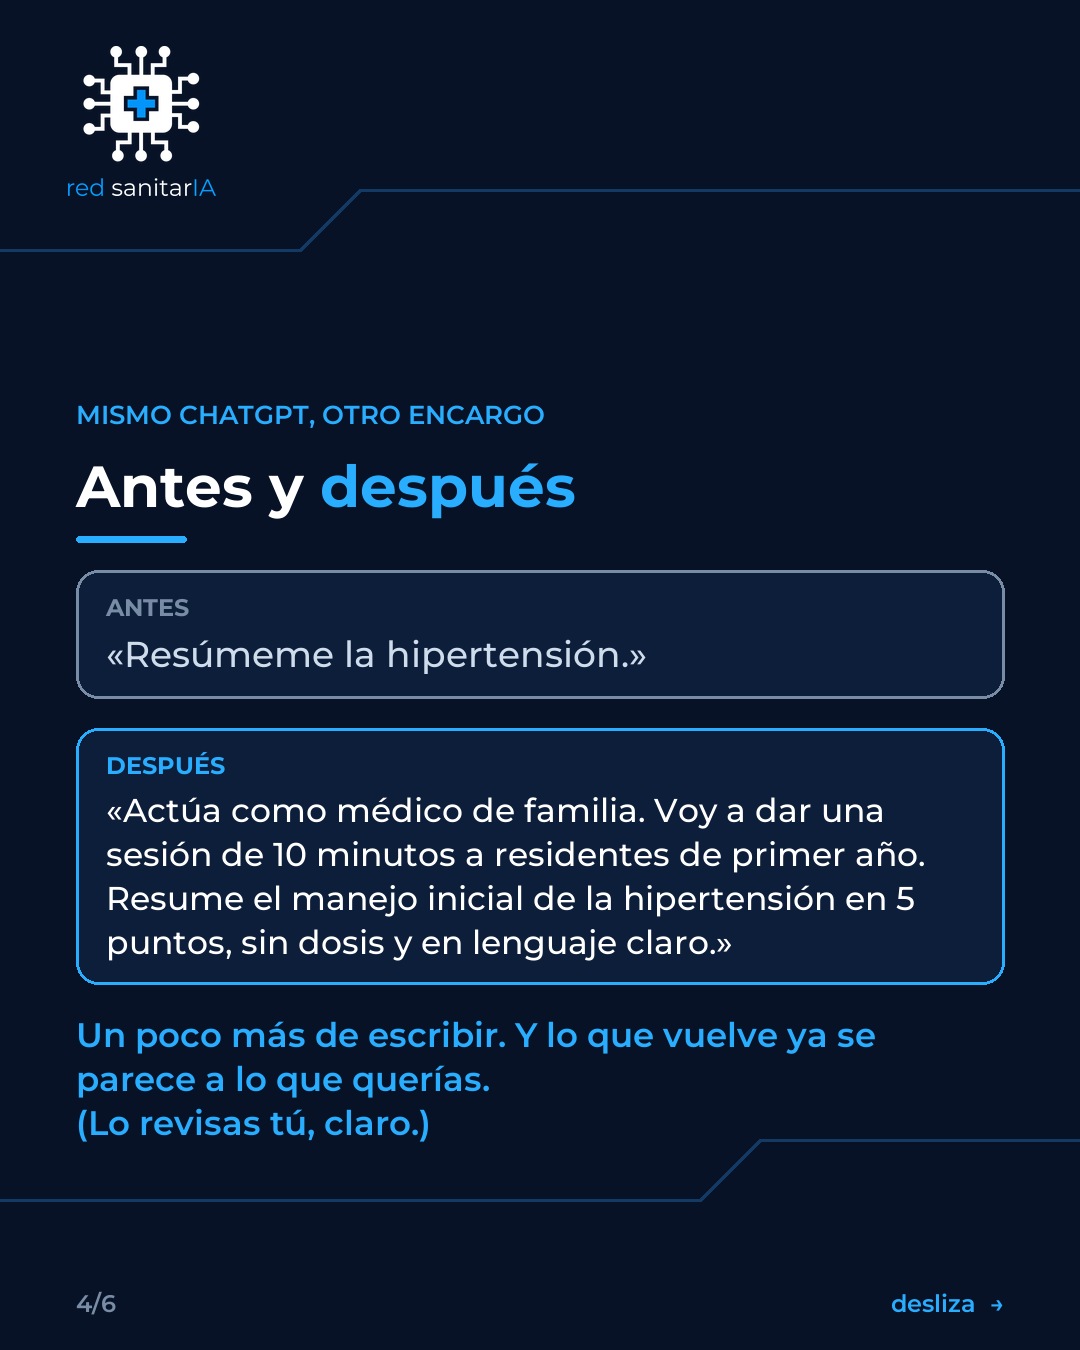 red sanitarIA
MISMO CHATGPT, OTRO ENCARGO
Antes y después
ANTES
«Resúmeme la hipertensión.»
DESPUÉS
«Actúa como médico de familia. Voy a dar una
sesión de 10 minutos a residentes de primer año.
Resume el manejo inicial de la hipertensión en 5
puntos, sin dosis y en lenguaje claro.»
Un poco más de escribir. Y lo que vuelve ya se
parece a lo que querías.
(Lo revisas tú, claro.)
4/6
desliza →